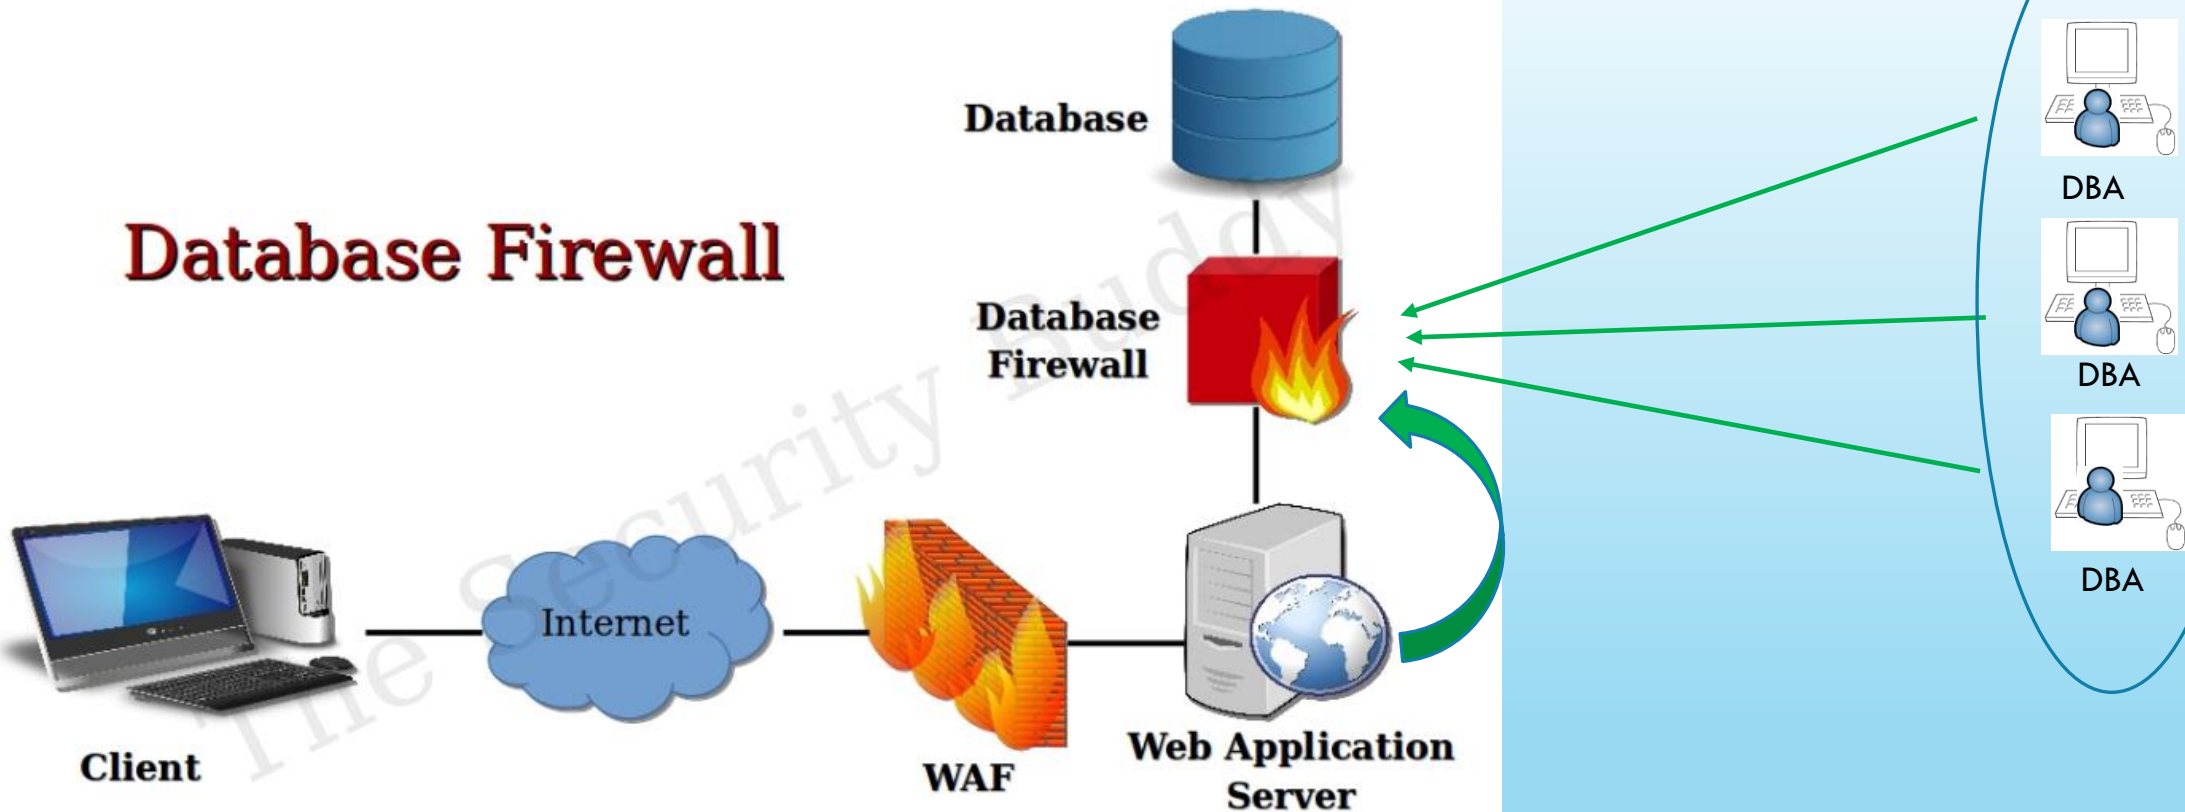 Database
DBA
Database Firewall
Database
Firewall
DBA
DBA
Internet
Client
WAF
Web Application
Server
The Security Buddy